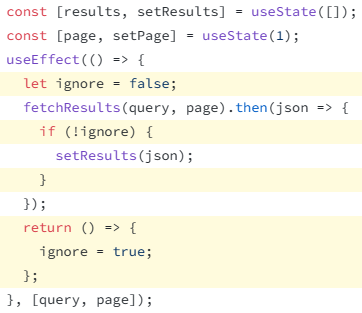 const [results, setResults] = useState([]);
const [page, setPage] = useState(1);
useEffect(() => {
  let ignore = false;
  fetchResults(query, page).then(json => {
    if (!ignore) {
      setResults(json);
    }
  });
  return () => {
    ignore = true;
  };
}, [query, page]);